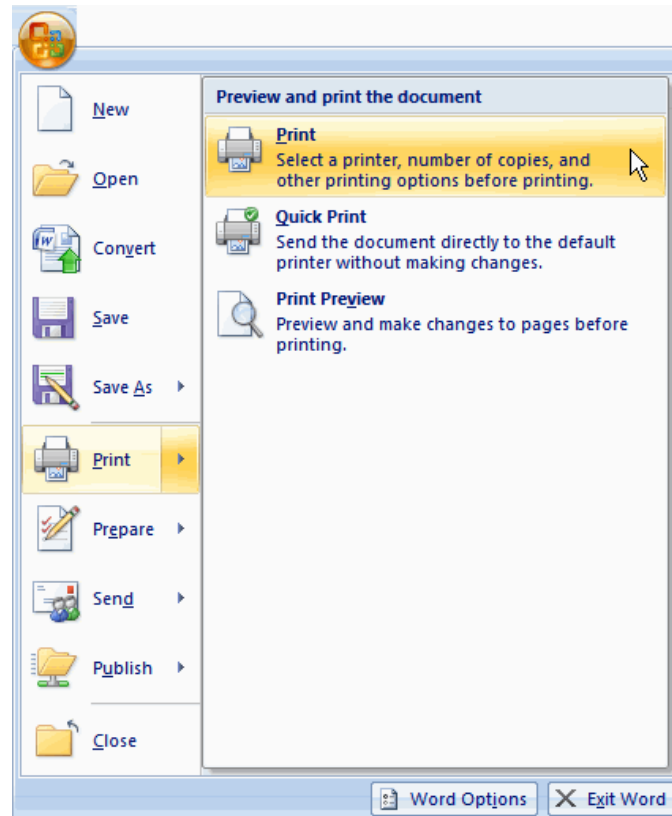 New
Open
Convert
Save
Save As
Print
Prepare
Send
Publish
Close
Preview and print the document
Print
Select a printer, number of copies, and
other printing options before printing.
Quick Print
Send the document directly to the default
printer without making changes.
Print Preview
Preview and make changes to pages before
printing.
Word Options
Exit Word